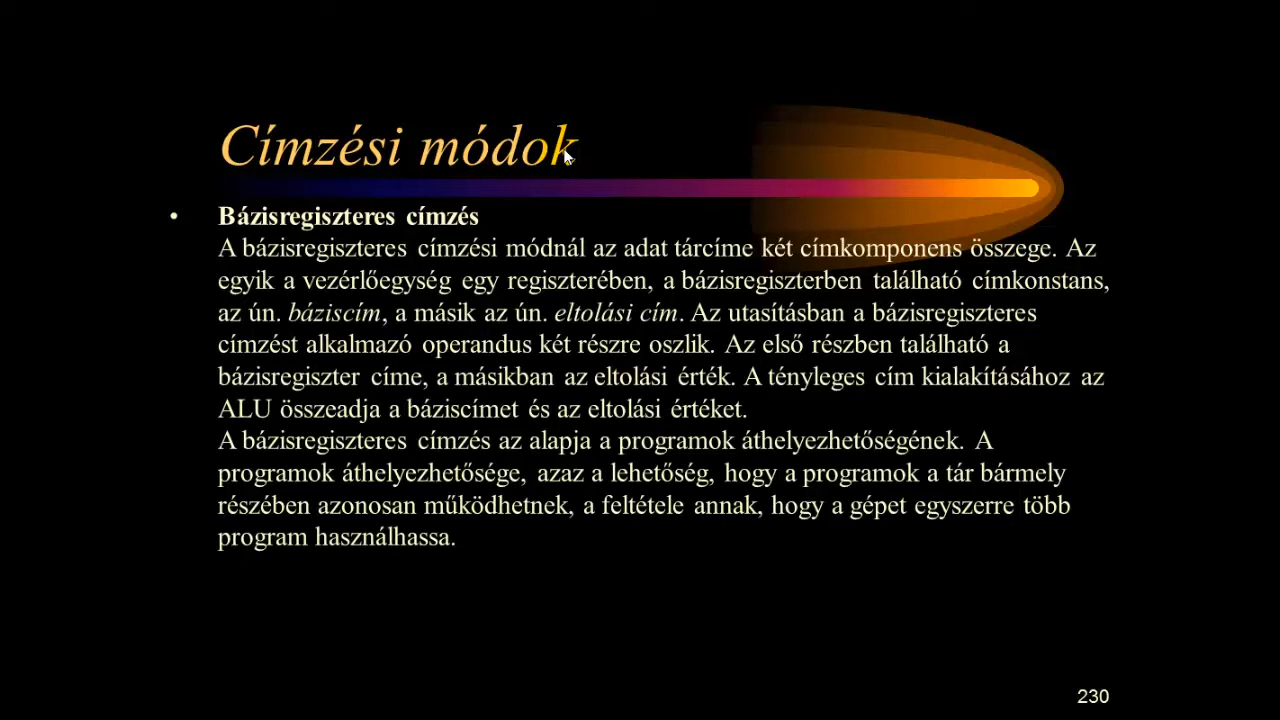 Címzési módok
• Bázisregiszteres címzés
A bázisregiszteres címzési módnál az adat tárcíme két címkomponens összege. Az
egyik a vezérlőegység egy regiszterében, a bázisregiszterben található címkonstans,
az ún. báziscím, a másik az ún. eltolási cím. Az utasításban a bázisregiszteres
címzést alkalmazó operandus két részre oszlik. Az első részben található a
bázisregiszter címe, a másikban az eltolási érték. A tényleges cím kialakításához az
ALU összeadja a báziscímet és az eltolási értéket.
A bázisregiszteres címzés az alapja a programok áthelyezhetőségének. A
programok áthelyezhetősége, azaz a lehetőség, hogy a programok a tár bármely
részében azonosan működhetnek, a feltétele annak, hogy a gépet egyszerre több
program használhassa.
230